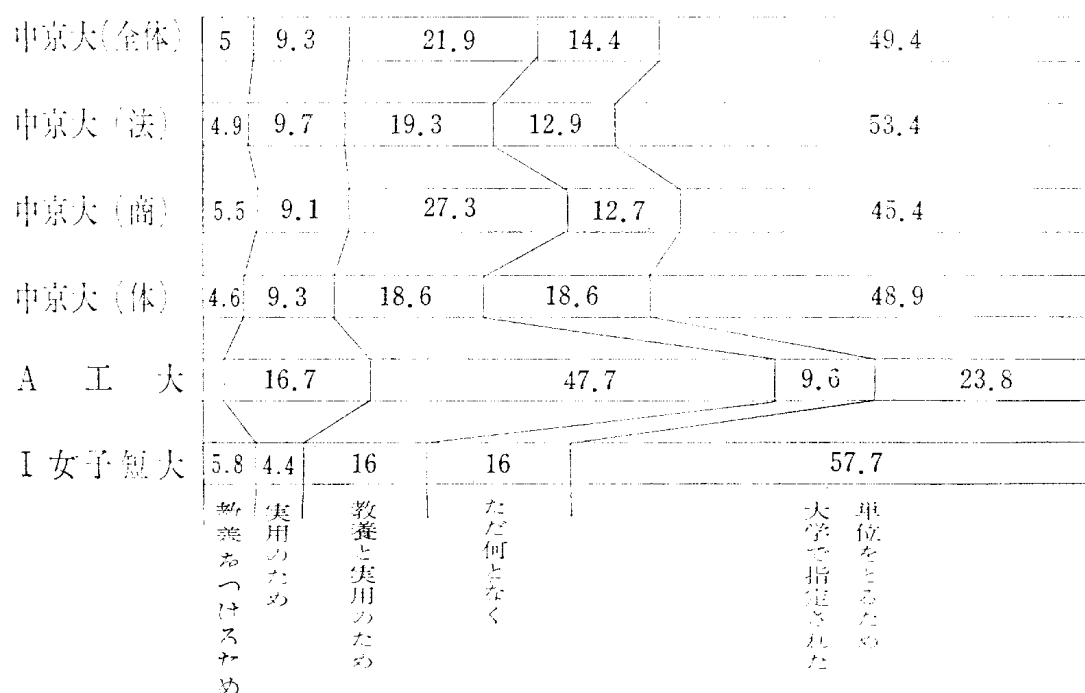 中京大(全体) 5 9.3 21.9 14.4 49.4
中京大(法) 4.9 9.7 19.3 12.9 53.4
中京大(商) 5.5 9.1 27.3 12.7 45.4
中京大(体) 4.6 9.3 18.6 18.6 48.9
A工大 16.7 47.7 9.6 23.8
I女子短大 5.8 4.4 16 16 57.7
教養をつけるため
実用のため
教養と実用のため
ただ何となく
大学で指定された
単位をとるため